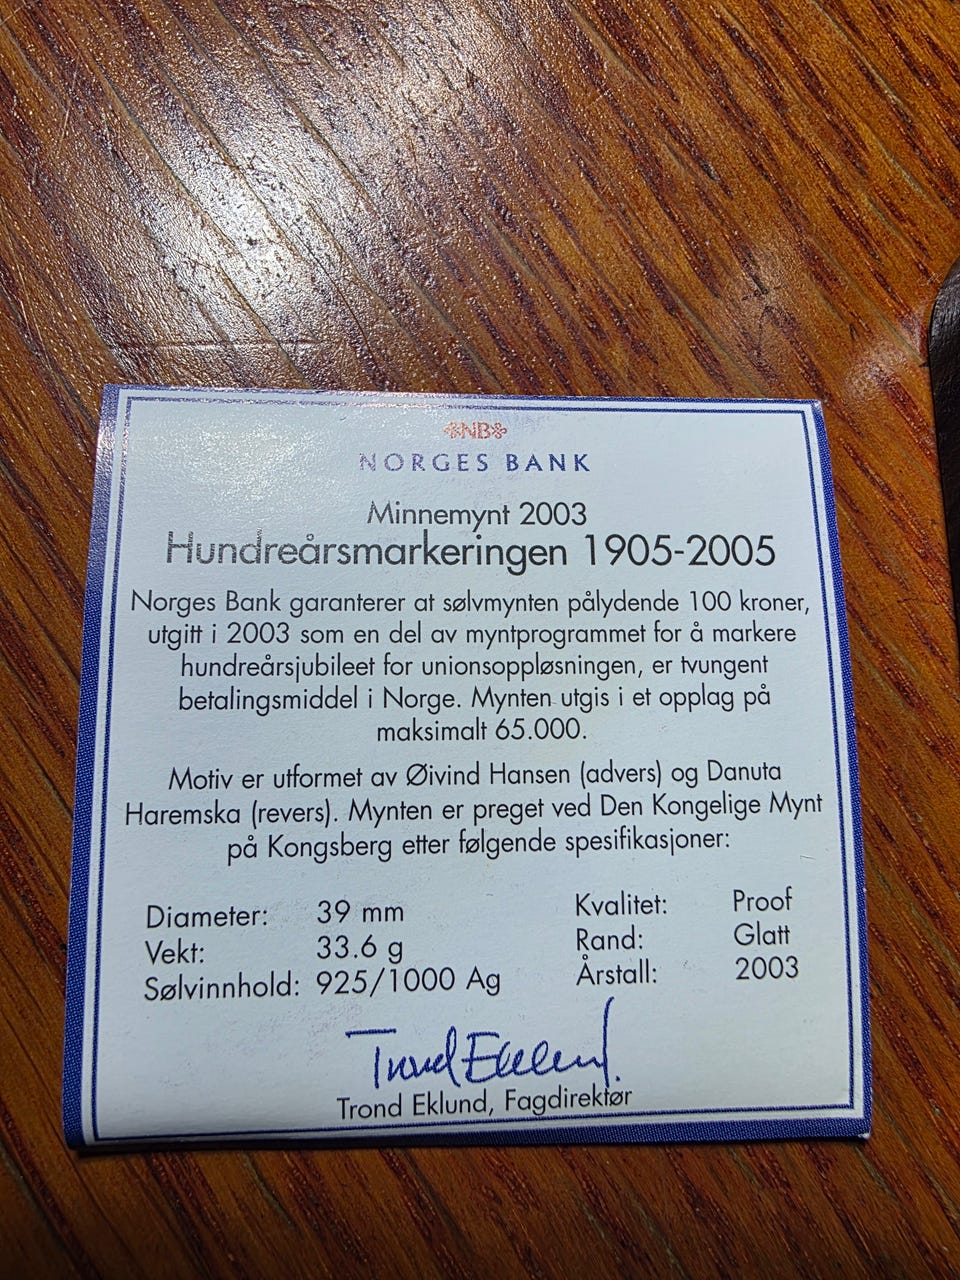 NB
NORGES BANK
Minnemynt 2003
Hundreårsmarkeringen 1905-2005
Norges Bank garanterer at sølvmynten pålydende 100 kroner,
utgitt i 2003 som en del av myntprogrammet for å markere
hundreårsjubileet for unionsoppløsningen, er tvungent
betalingsmiddel i Norge. Mynten utgis i et opplag på
maksimalt 65.000.
Motiv er utformet av Øivind Hansen (advers) og Danuta
Haremska (revers). Mynten er preget ved Den Kongelige Mynt
på Kongsberg etter følgende spesifikasjoner:
Diameter: 39 mm Kvalitet: Proof
Vekt: 33.6 g Rand: Glatt
Sølvinnhold: 925/1000 Ag Årstall: 2003
Trond Eklund
Trond Eklund, Fagdirektør